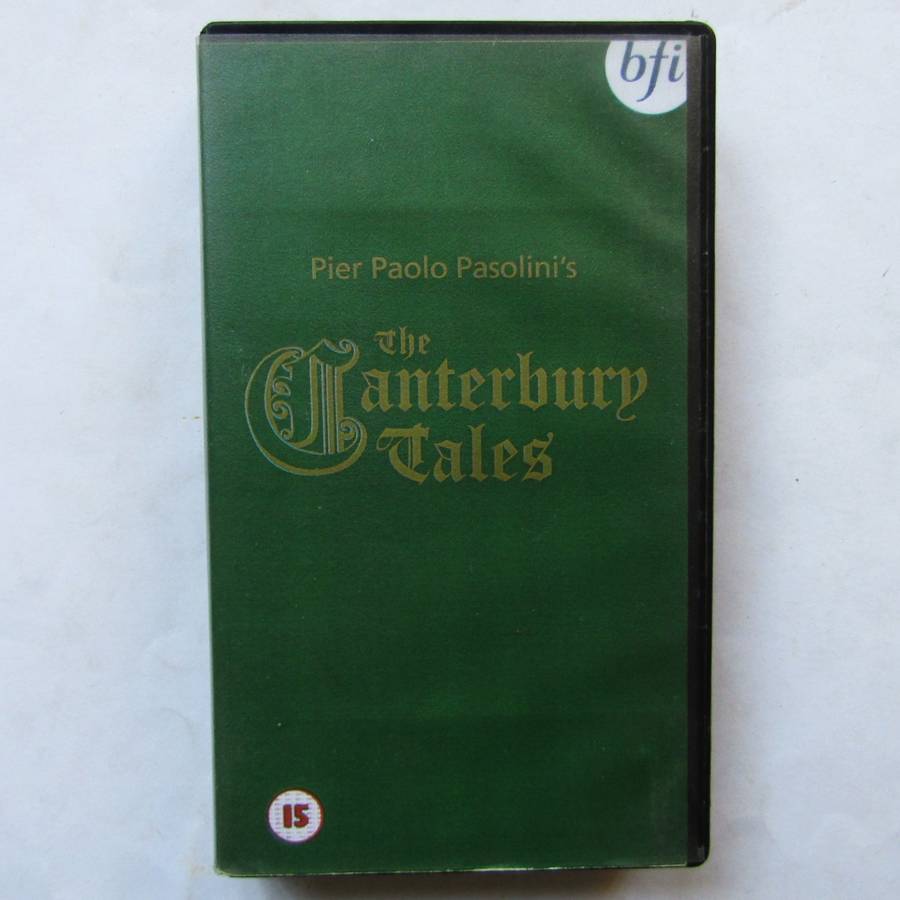 bfi
Pier Paolo Pasolini's
The
Canterbury
Tales
15